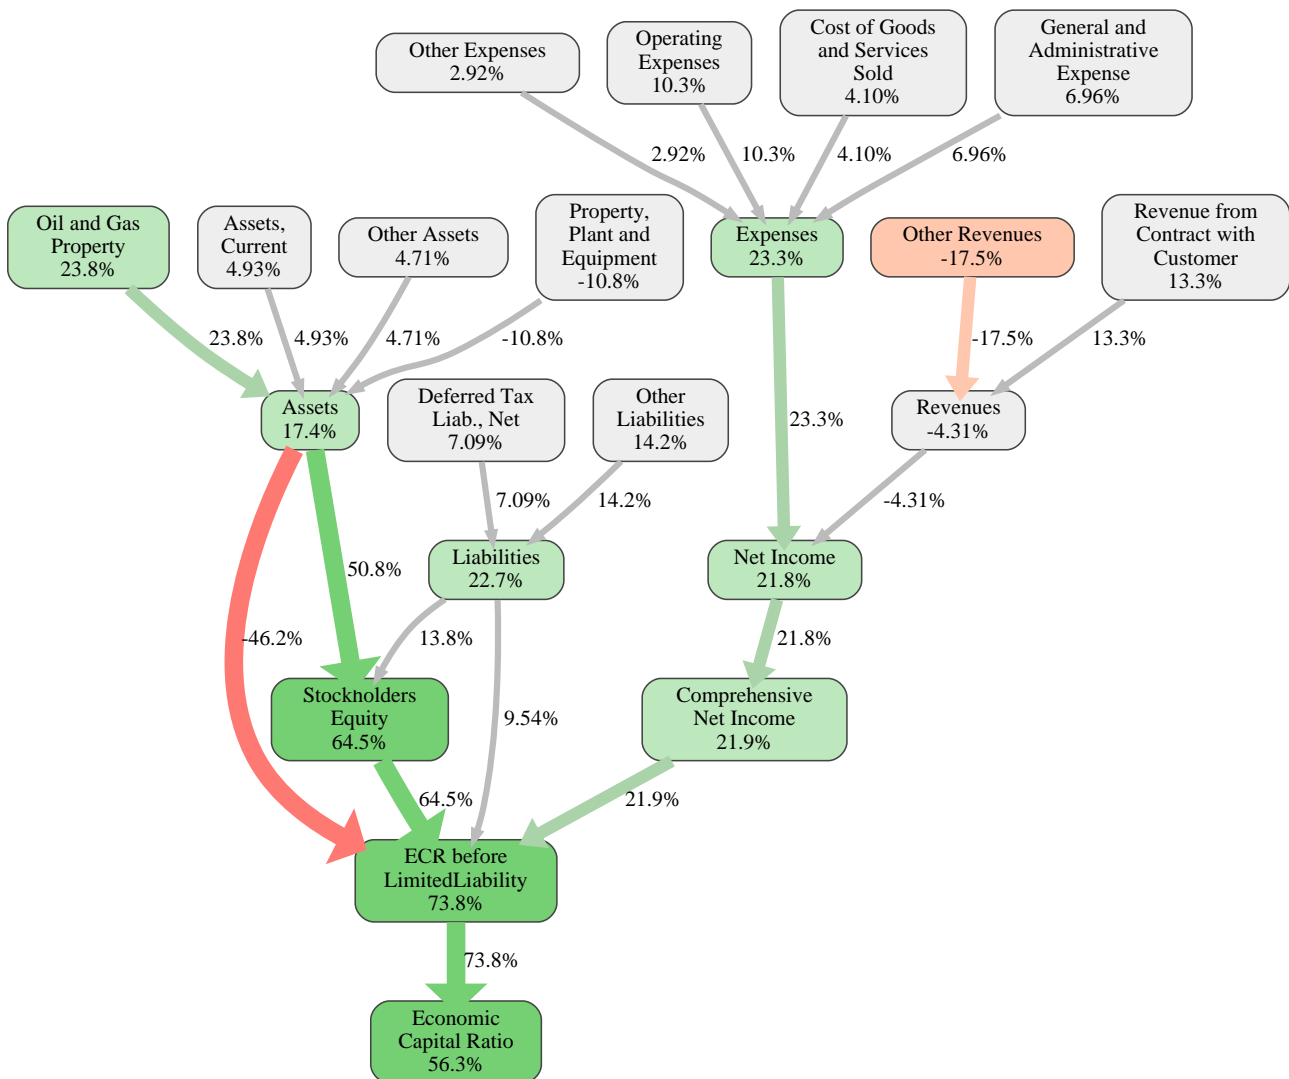 Other Expenses
2.92%
Operating
Expenses
10.3%
Cost of Goods
and Services
Sold
4.10%
General and
Administrative
Expense
6.96%
2.92%
10.3%
4.10%
6.96%
Oil and Gas
Property
23.8%
Assets,
Current
4.93%
Other Assets
4.71%
Property,
Plant and
Equipment
-10.8%
Expenses
23.3%
Other Revenues
-17.5%
Revenue from
Contract with
Customer
13.3%
23.8%
4.93%
4.71%
-10.8%
-17.5%
13.3%
Assets
17.4%
Deferred Tax
Liab., Net
7.09%
Other
Liabilities
14.2%
23.3%
Revenues
-4.31%
7.09%
14.2%
-4.31%
50.8%
Liabilities
22.7%
Net Income
21.8%
-46.2%
13.8%
21.8%
Stockholders
Equity
64.5%
9.54%
Comprehensive
Net Income
21.9%
64.5%
21.9%
ECR before
LimitedLiability
73.8%
73.8%
Economic
Capital Ratio
56.3%